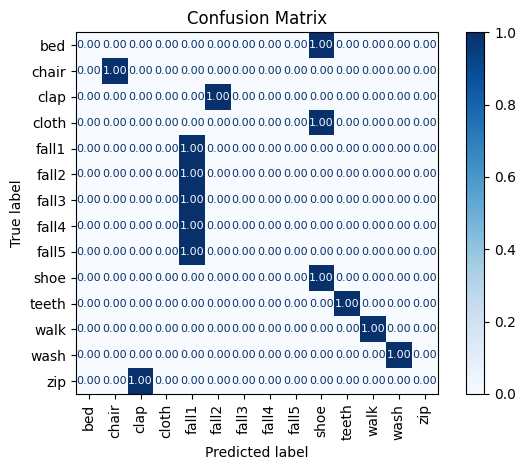 Confusion Matrix
bed 0.00 0.00 0.00 0.00 0.00 0.00 0.00 0.00 0.00 1.00 0.00 0.00 0.00 0.00
chair 0.00 1.00 0.00 0.00 0.00 0.00 0.00 0.00 0.00 0.00 0.00 0.00 0.00 0.00
clap 0.00 0.00 0.00 0.00 0.00 1.00 0.00 0.00 0.00 0.00 0.00 0.00 0.00 0.00
cloth 0.00 0.00 0.00 0.00 0.00 0.00 0.00 0.00 0.00 1.00 0.00 0.00 0.00 0.00
fall1 0.00 0.00 0.00 0.00 1.00 0.00 0.00 0.00 0.00 0.00 0.00 0.00 0.00 0.00
fall2 0.00 0.00 0.00 0.00 1.00 0.00 0.00 0.00 0.00 0.00 0.00 0.00 0.00 0.00
fall3 0.00 0.00 0.00 0.00 1.00 0.00 0.00 0.00 0.00 0.00 0.00 0.00 0.00 0.00
fall4 0.00 0.00 0.00 0.00 1.00 0.00 0.00 0.00 0.00 0.00 0.00 0.00 0.00 0.00
fall5 0.00 0.00 0.00 0.00 1.00 0.00 0.00 0.00 0.00 0.00 0.00 0.00 0.00 0.00
shoe 0.00 0.00 0.00 0.00 0.00 0.00 0.00 0.00 0.00 1.00 0.00 0.00 0.00 0.00
teeth 0.00 0.00 0.00 0.00 0.00 0.00 0.00 0.00 0.00 0.00 1.00 0.00 0.00 0.00
walk 0.00 0.00 0.00 0.00 0.00 0.00 0.00 0.00 0.00 0.00 0.00 1.00 0.00 0.00
wash 0.00 0.00 0.00 0.00 0.00 0.00 0.00 0.00 0.00 0.00 0.00 0.00 1.00 0.00
zip 0.00 0.00 1.00 0.00 0.00 0.00 0.00 0.00 0.00 0.00 0.00 0.00 0.00 0.00
True label
bed chair clap cloth fall1 fall2 fall3 fall4 fall5 shoe teeth walk wash zip
Predicted label
1.0
0.8
0.6
0.4
0.2
0.0